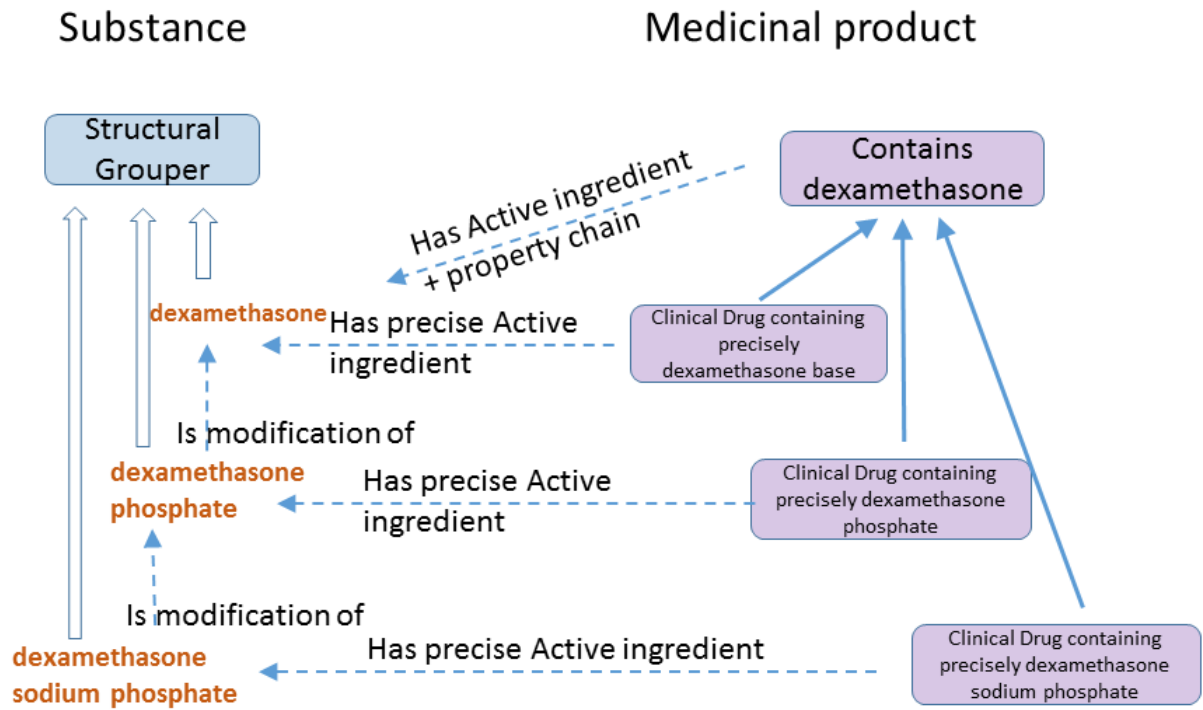 Substance
Medicinal product
Structural
Grouper
Contains
dexamethasone
Has Active ingredient
+ property chain
dexamethasone
Has precise Active
ingredient
Clinical Drug containing
precisely
dexamethasone base
Is modification of
dexamethasone
phosphate
Has precise Active
ingredient
Clinical Drug containing
precisely dexamethasone
phosphate
Is modification of
dexamethasone
sodium phosphate
Has precise Active ingredient
Clinical Drug containing
precisely dexamethasone
sodium phosphate